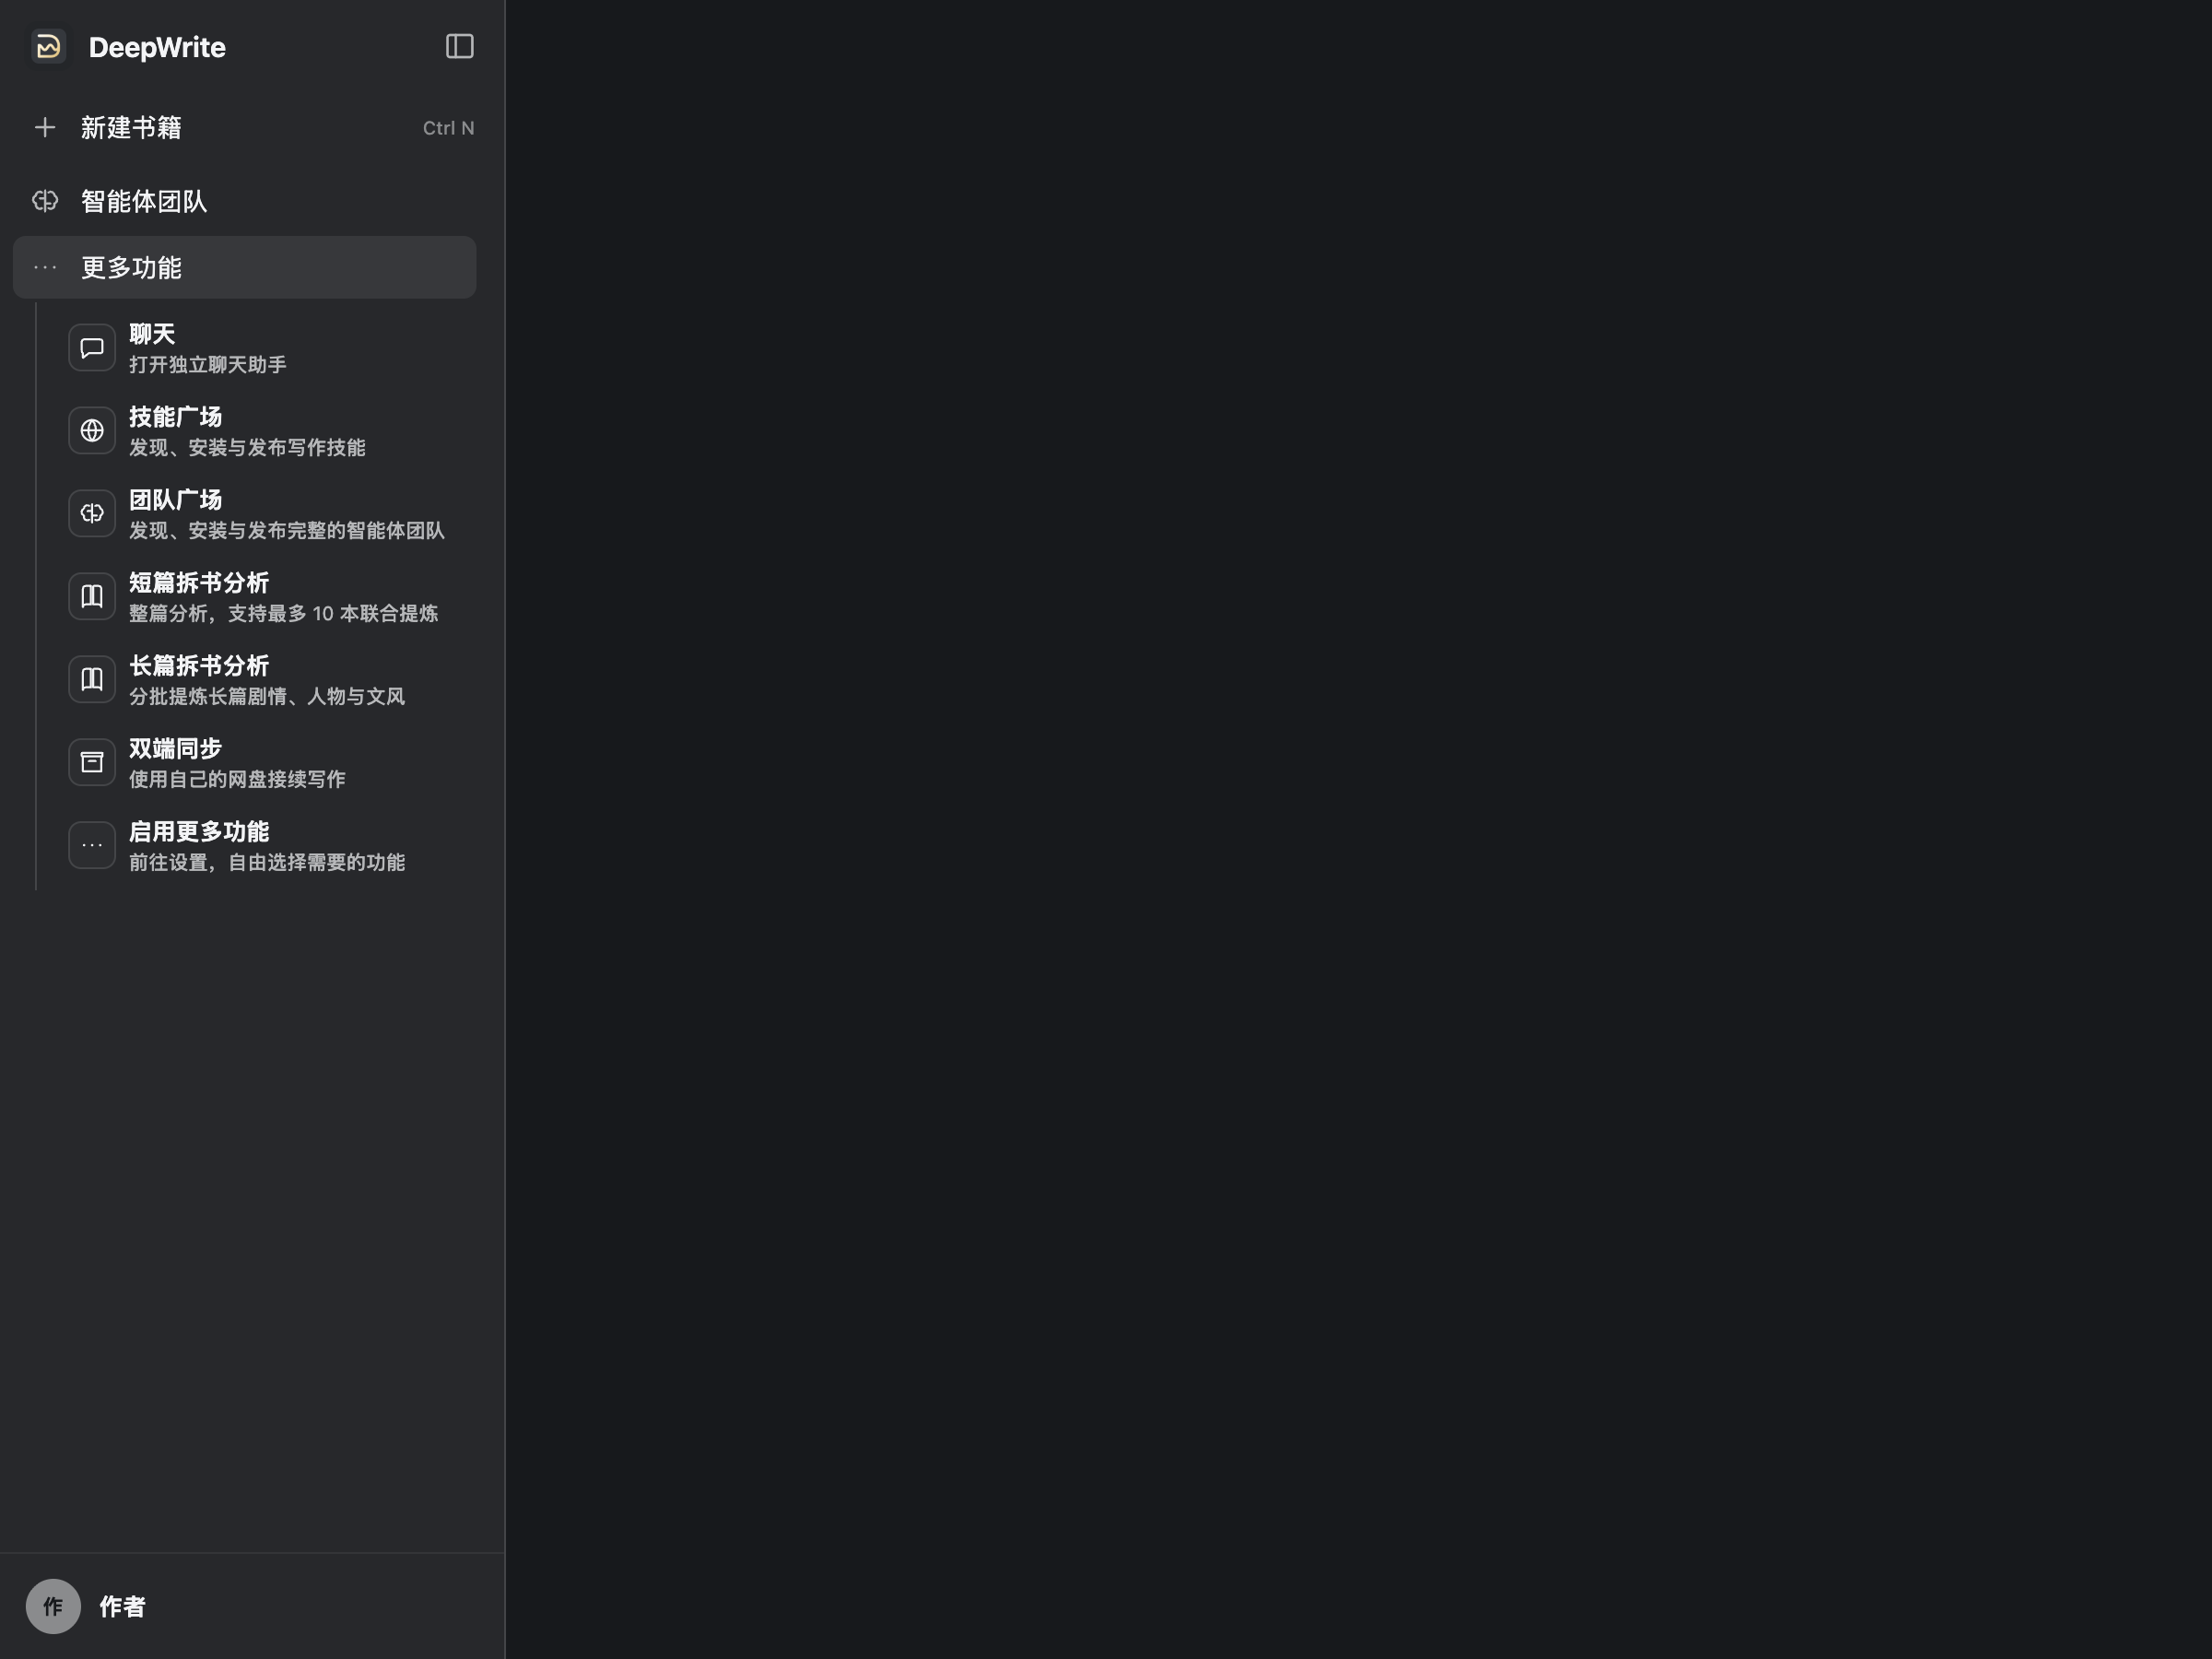 DeepWrite
新建书籍 Ctrl N
智能体团队
更多功能
聊天
打开独立聊天助手
技能广场
发现、安装与发布写作技能
团队广场
发现、安装与发布完整的智能体团队
短篇拆书分析
整篇分析，支持最多 10 本联合提炼
长篇拆书分析
分批提炼长篇剧情、人物与文风
双端同步
使用自己的网盘接续写作
启用更多功能
前往设置，自由选择需要的功能
作 作者